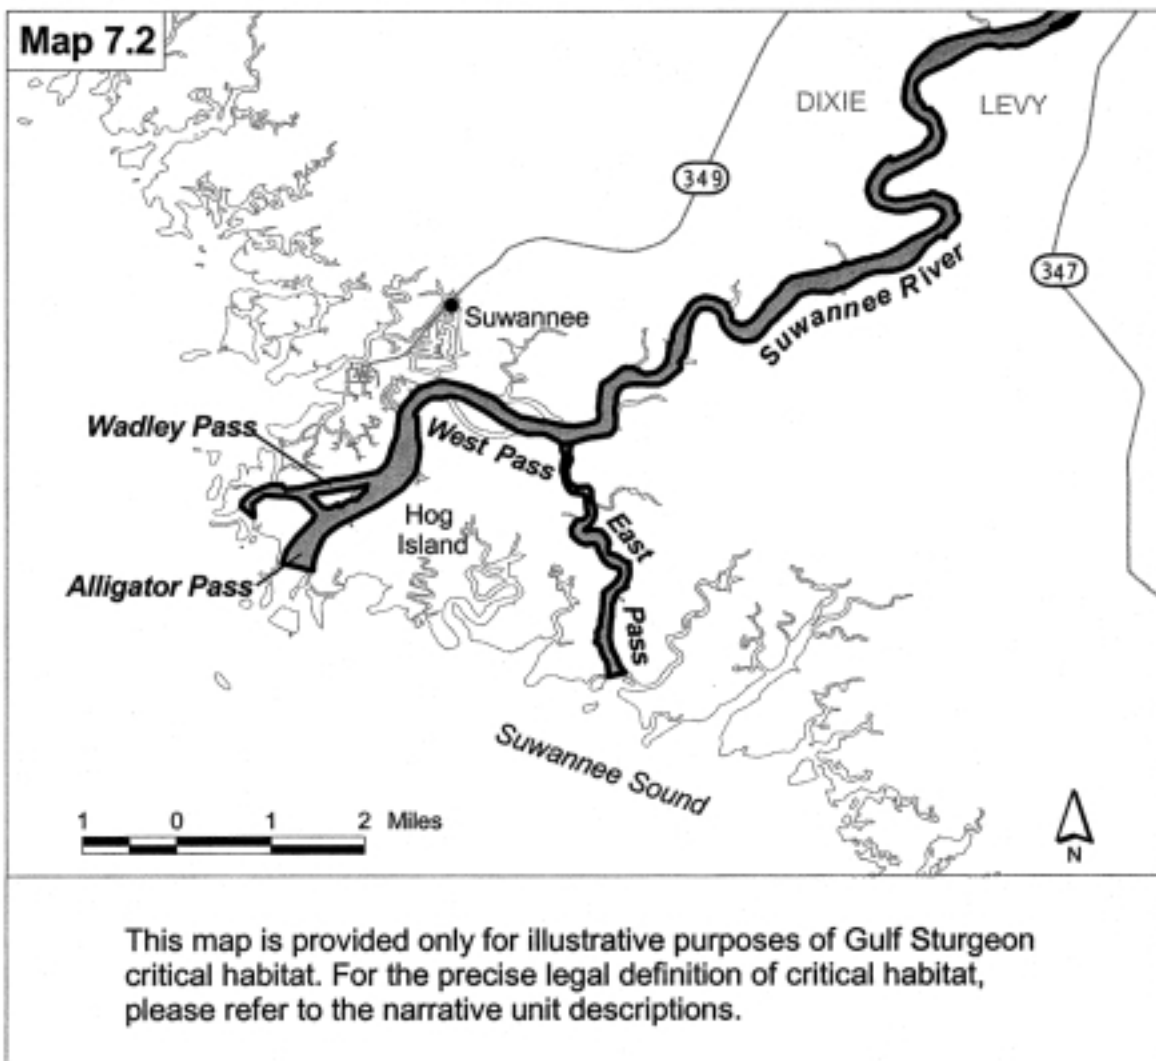 Map 7.2
DIXIE
LEVY
349
347
Suwannee River
Suwannee
Wadley Pass
West Pass
Hog
Island
East
Pass
Alligator Pass
Suwannee Sound
1 0 1 2 Miles
N
This map is provided only for illustrative purposes of Gulf Sturgeon
critical habitat. For the precise legal definition of critical habitat,
please refer to the narrative unit descriptions.